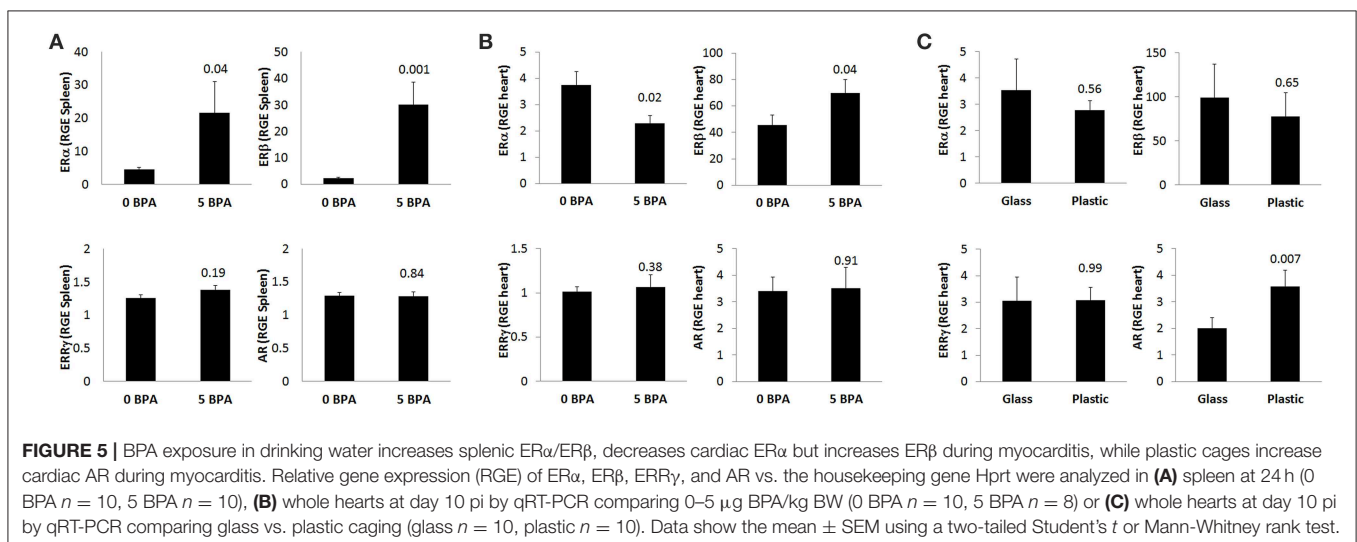 A
B
C
40
30
20
10
0
ERα (RGE Spleen)
0.04
0 BPA 5 BPA
50
40
30
20
10
0
ERβ (RGE Spleen)
0.001
0 BPA 5 BPA
5
4
3
2
1
0
ERα (RGE heart)
0.02
0 BPA 5 BPA
100
80
60
40
20
0
ERβ (RGE heart)
0.04
0 BPA 5 BPA
5
4
3
2
1
0
ERα (RGE heart)
0.56
Glass Plastic
150
100
50
0
ERβ (RGE heart)
0.65
Glass Plastic
2
1.5
1
0.5
0
ERRγ (RGE Spleen)
0.19
0 BPA 5 BPA
2
1.5
1
0.5
0
AR (RGE Spleen)
0.84
0 BPA 5 BPA
1.5
1
0.5
0
ERRγ (RGE heart)
0.38
0 BPA 5 BPA
5
4
3
2
1
0
AR (RGE heart)
0.91
0 BPA 5 BPA
5
4
3
2
1
0
ERRγ (RGE heart)
0.99
Glass Plastic
5
4
3
2
1
0
AR (RGE heart)
0.007
Glass Plastic
FIGURE 5 | BPA exposure in drinking water increases splenic ERα/ERβ, decreases cardiac ERα but increases ERβ during myocarditis, while plastic cages increase
cardiac AR during myocarditis. Relative gene expression (RGE) of ERα, ERβ, ERRγ, and AR vs. the housekeeping gene Hprt were analyzed in (A) spleen at 24 h (0
BPA n = 10, 5 BPA n = 10), (B) whole hearts at day 10 pi by qRT-PCR comparing 0–5 μg BPA/kg BW (0 BPA n = 10, 5 BPA n = 8) or (C) whole hearts at day 10 pi
by qRT-PCR comparing glass vs. plastic caging (glass n = 10, plastic n = 10). Data show the mean ± SEM using a two-tailed Student's t or Mann-Whitney rank test.